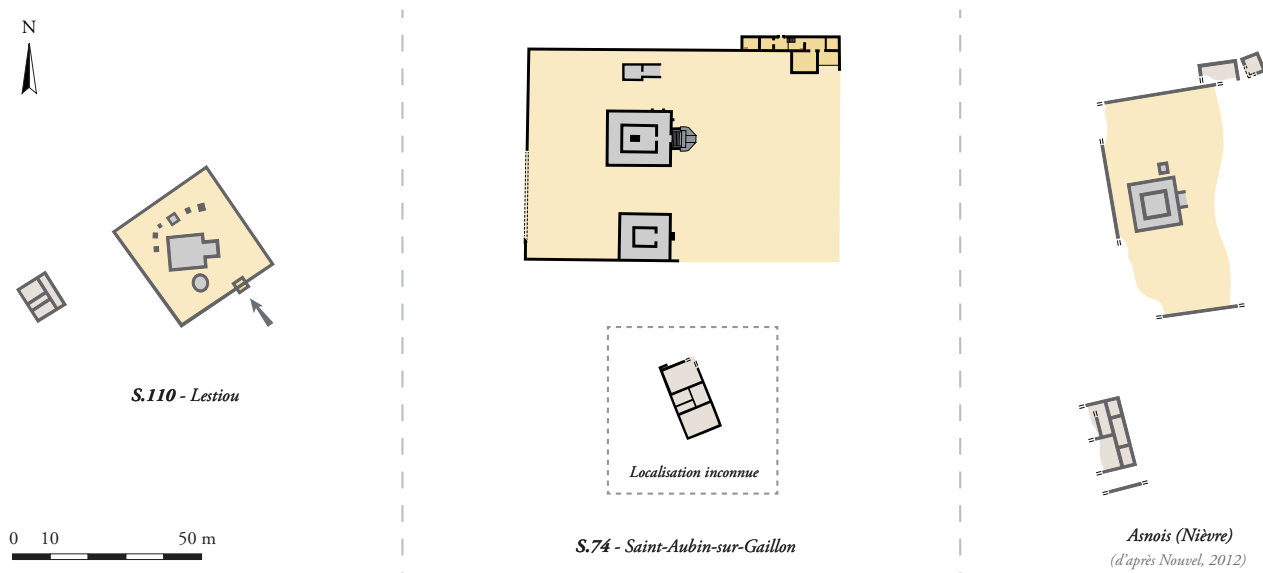 N
S.110 - Lestiou
0 10 50 m
Localisation inconnue
S.74 - Saint-Aubin-sur-Gaillon
Asnois (Nièvre)
(d'après Nouvel, 2012)